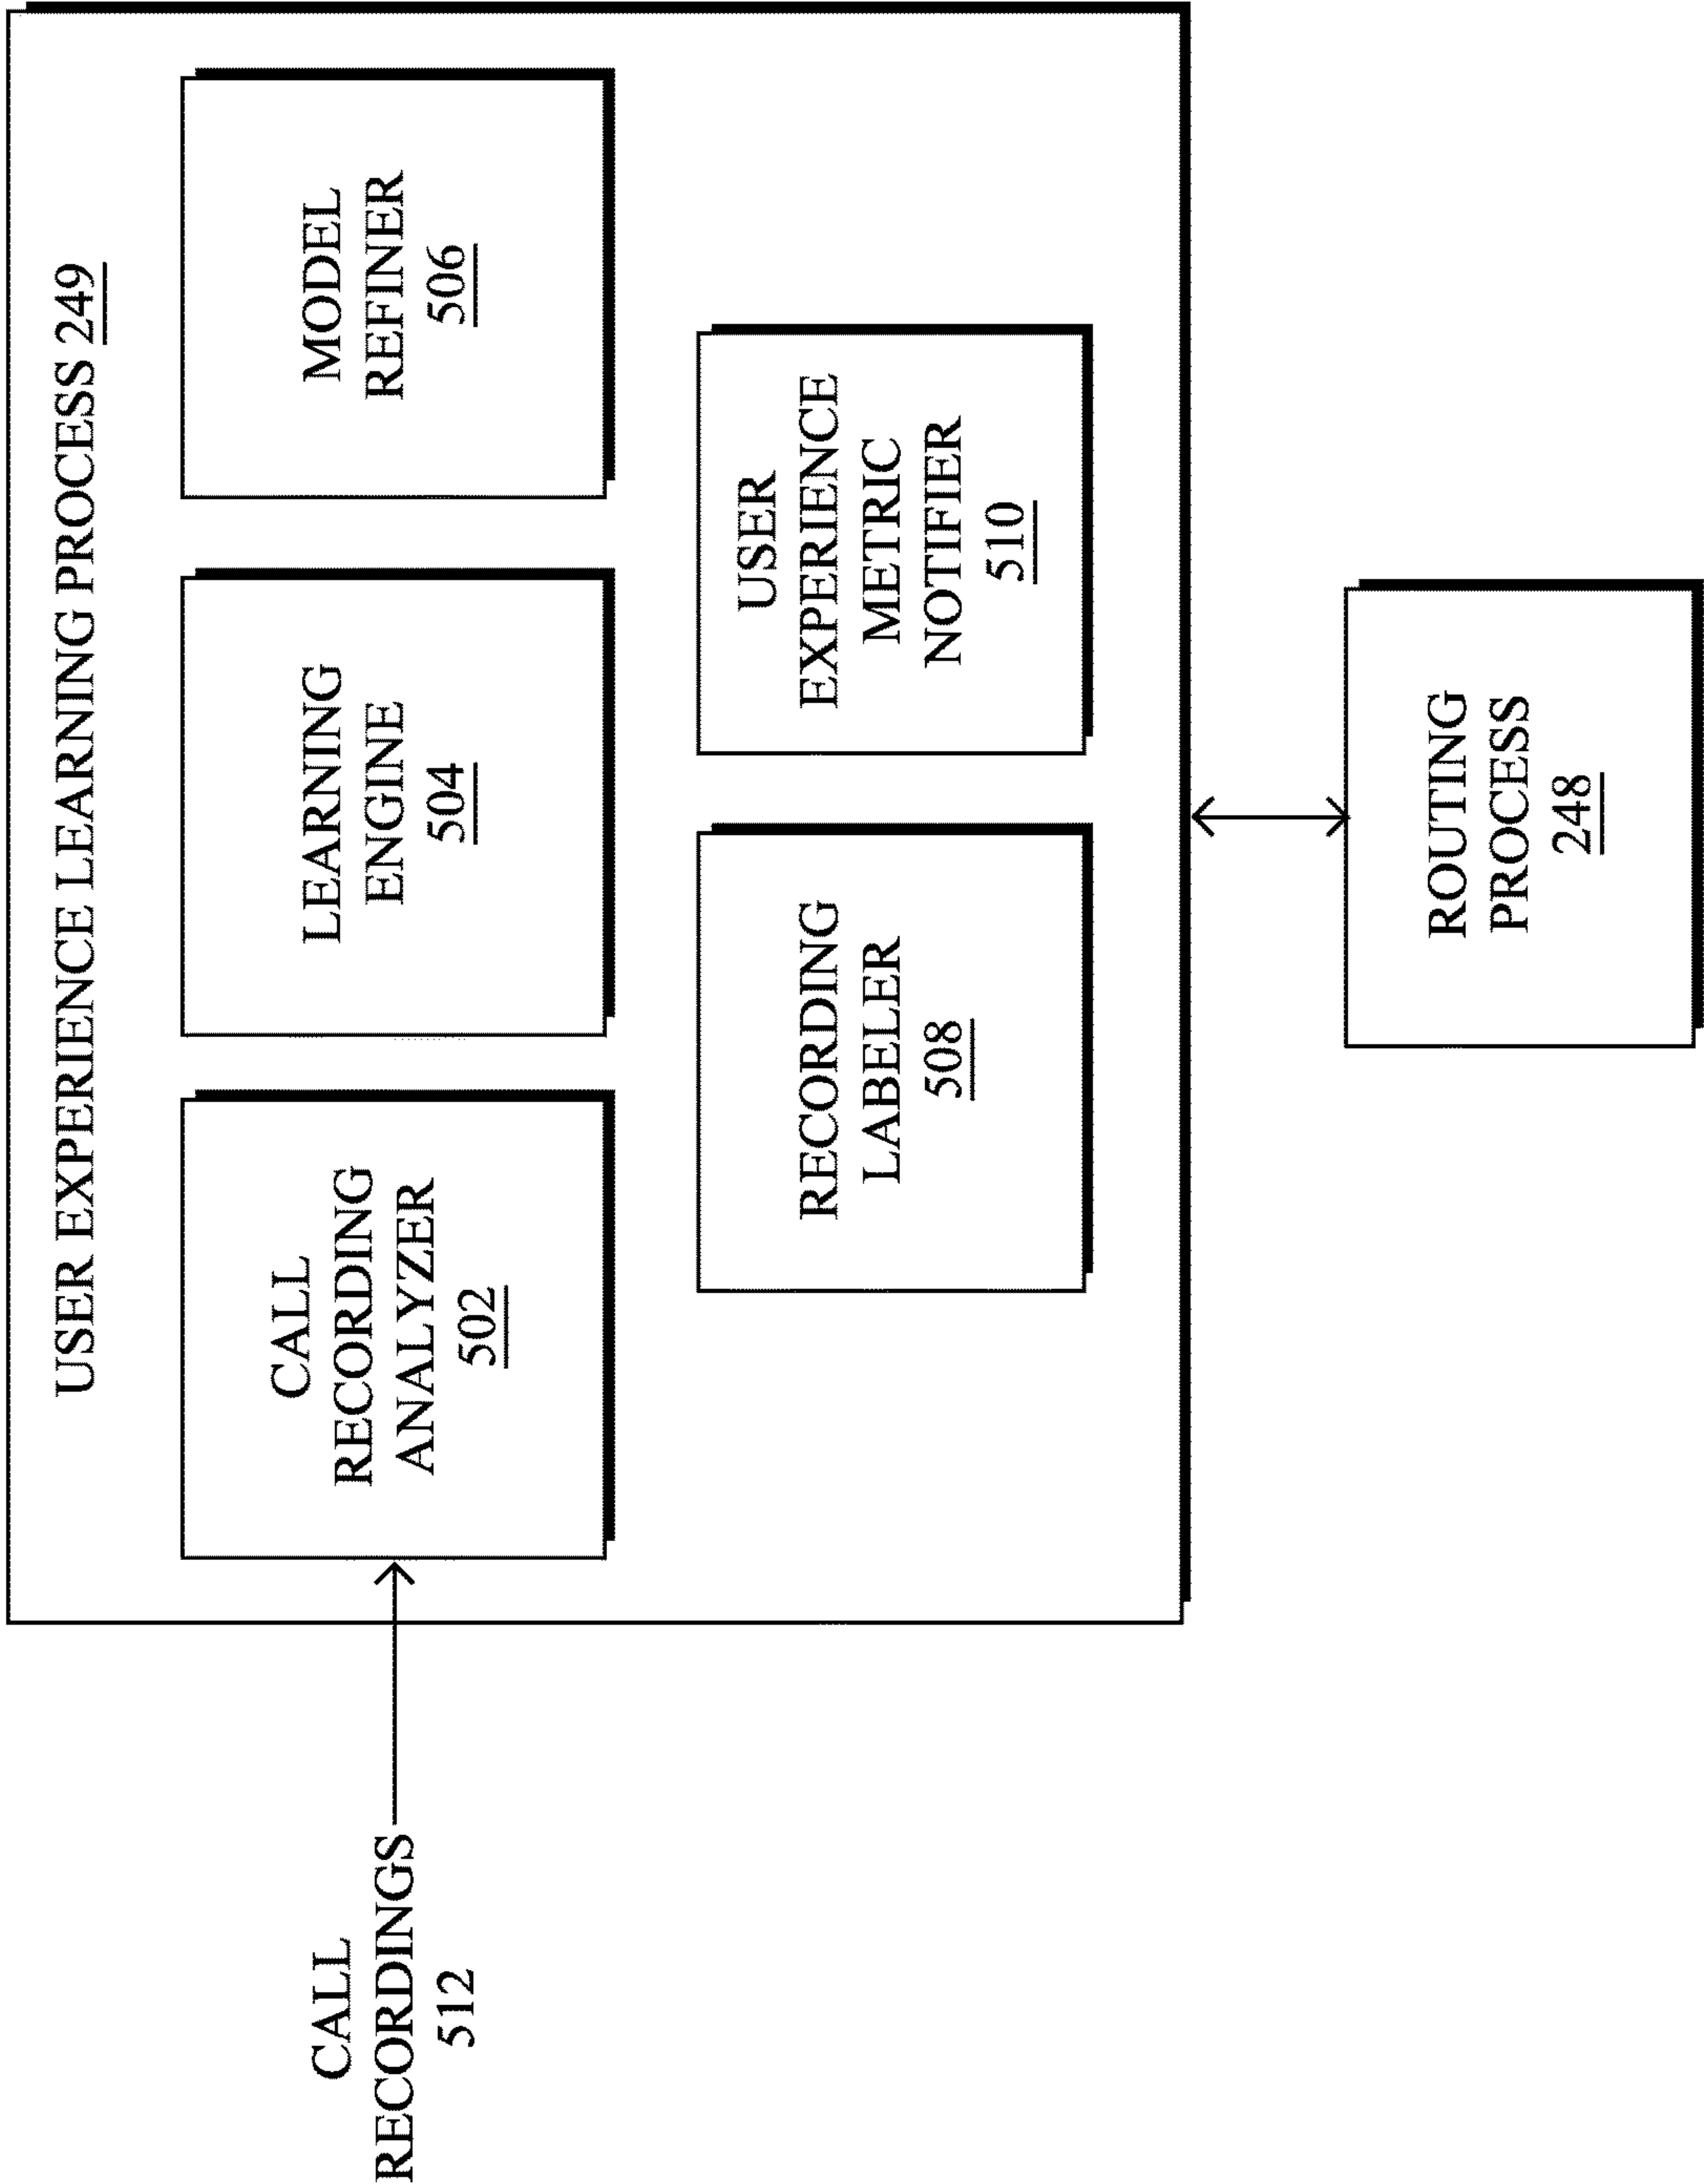 USER EXPERIENCE LEARNING PROCESS 249
CALL
RECORDINGS
512
CALL
RECORDING
ANALYZER
502
LEARNING
ENGINE
504
MODEL
REFINER
506
RECORDING
LABELER
508
USER
EXPERIENCE
METRIC
NOTIFIER
510
ROUTING
PROCESS
248